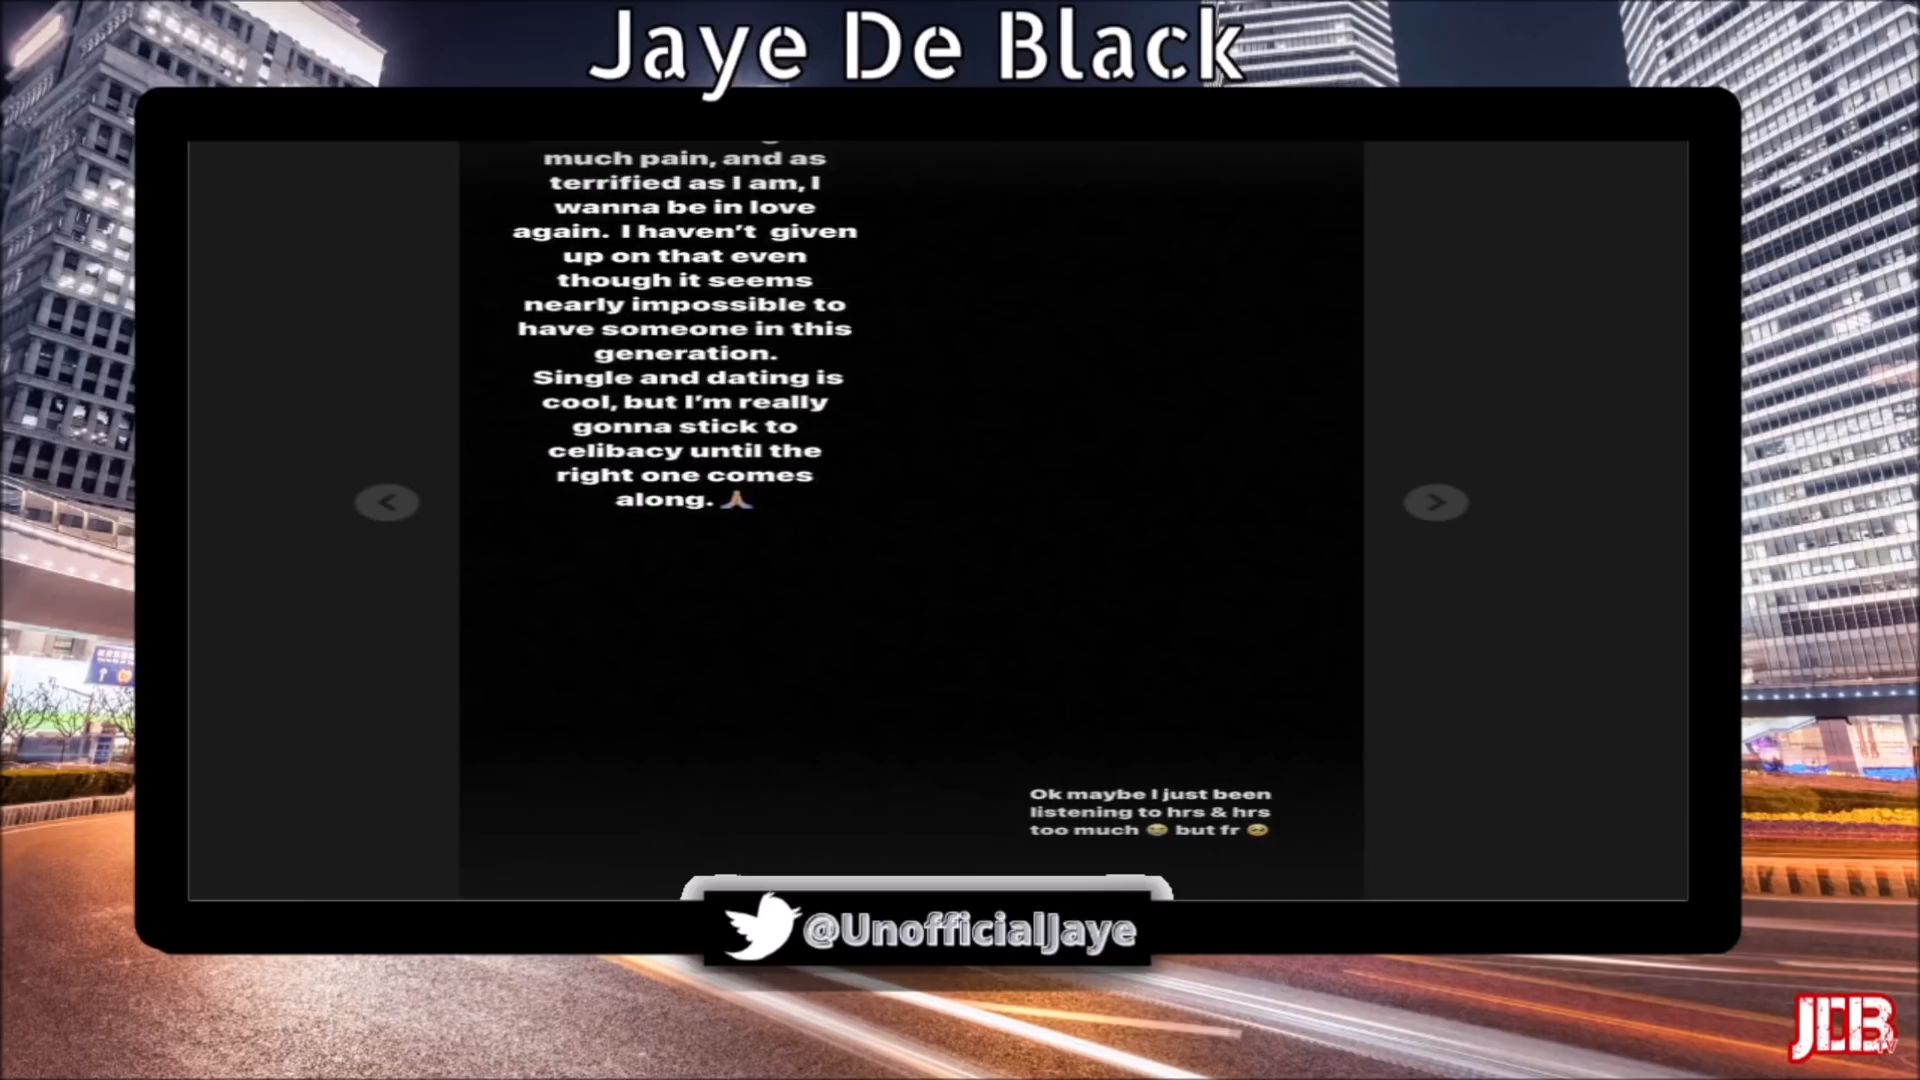 Jaye De Black
much pain, and as
terrified as I am, I
wanna be in love
again. I haven’t given
up on that even
though it seems
nearly impossible to
have someone in this
generation.
Single and dating is
cool, but I’m really
gonna stick to
celibacy until the
right one comes
along. 🙏🏽
Ok maybe I just been
listening to hrs & hrs
too much 😭 but fr 🥺
@UnofficialJaye
JDB
TV